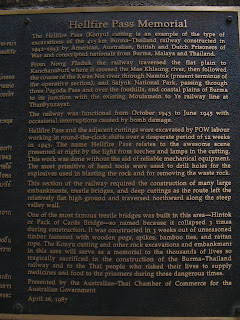 Hellfire Pass Memorial
The Hellfire Pass (Konyu) cutting is an example of the type of
excavations of the 415 km, Burma-Thailand railway constructed in
1942-1943 by American, Australian, British and Dutch Prisoners of
War and conscripted nationals from Burma, Malaya and Thailand.
From Nong Pladuk, the railway traversed the flat plain to
Kanchanaburi where it crossed the Mae Khlaung river, then followed
the course of the Kwae Noi river through Namtok (present terminus of
the operative section), and Saiyok National Park, passing through
three Pagoda Pass and over the foothills, and coastal plains of Burma
to its junction with the existing Moulamein to Ye railway line at
Thanbyuzayat.
The railway was functional from October 1943 to June 1945 with
occasional interruptions caused by bomb damage.
Hellfire Pass and the adjacent cuttings were excavated by POW labour
working in round-the-clock shifts over a desperate period of 12 weeks
in 1943. The name Hellfire Pass relates to the awesome scene
presented at night by the light from torches and lamps in the cutting.
This work was done without the aid of reliable mechanical equipment.
The most primitive of hand tools were used to drill holes for the
explosives used in blasting the rock and for removing the waste rock.
This section of the railway required the construction of many large
embankments, trestle bridges, and deep cuttings as the route left the
relatively flat high ground and traversed northward along the steep
valley wall.
One of the most famous trestle bridges was built in this area—Hintok
or Pack of Cards Bridge—so named because it collapsed 3 times
during construction. It was constructed in 3 weeks out of unseasoned
timber fastened with wooden pegs, spikes, bamboo ties, and rattan
rope. The Konyu cutting and other rock excavations and embankment
in this area will serve as a memorial to the thousands of lives so
tragically sacrificed in the construction of the Burma-Thailand
railway and to the Thai people who risked their lives to supply
medicines and food to the prisoners during three dangerous times.
Presented by the Australian-Thai Chamber of Commerce for the
Australian Government
April 26, 1987